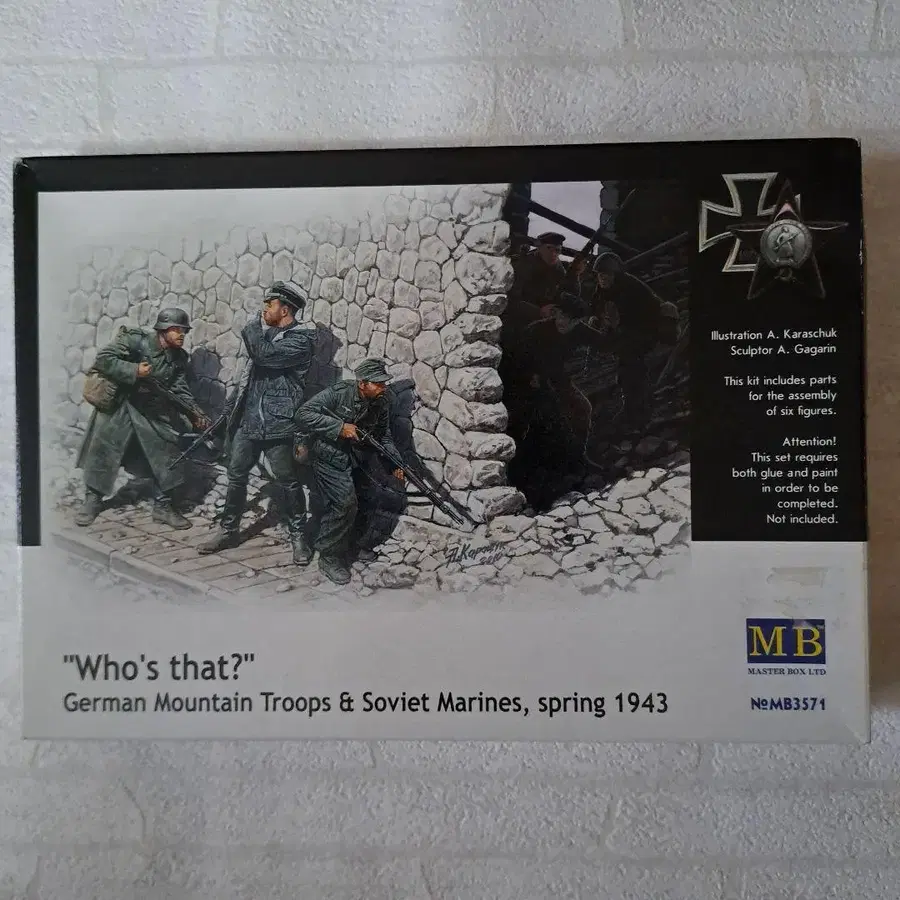 Illustration A. Karaschuk
Sculptor A. Gagarin
This kit includes parts
for the assembly
of six figures.
Attention!
This set requires
both glue and paint
in order to be
completed.
Not included.
"Who's that?"
German Mountain Troops & Soviet Marines, spring 1943
MB
MASTER BOX LTD
№MB3571